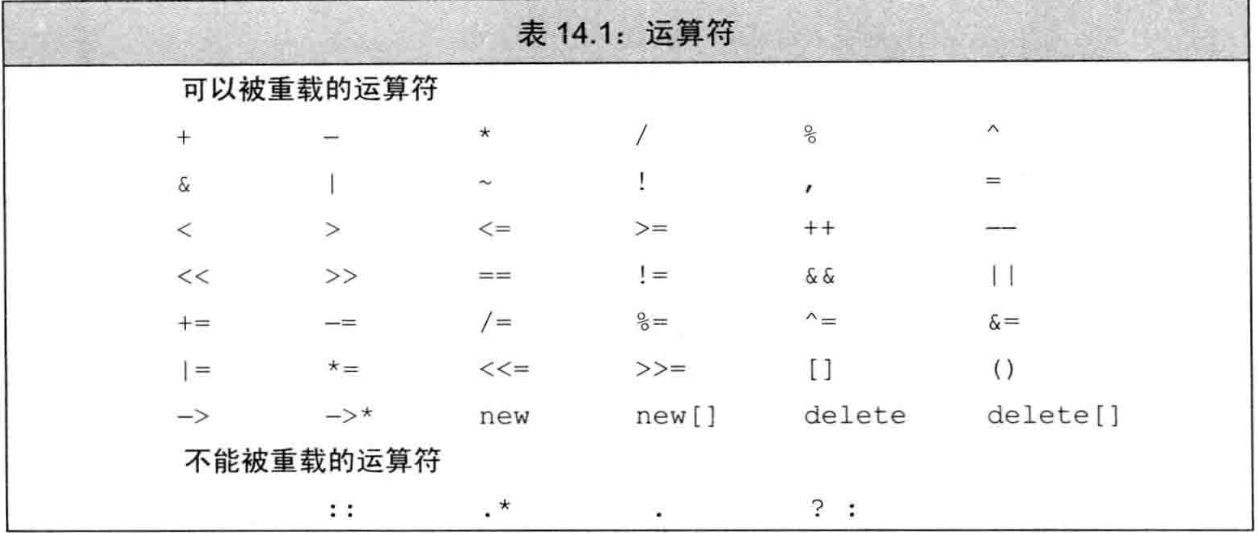 表 14.1：运算符
可以被重载的运算符
+ − * / % ^
& | ~ ! , =
< > <= >= ++ −−
<< >> == != && ||
+= −= /= %= ^= &=
|= *= <<= >>= [] ()
−> −>* new new[] delete delete[]
不能被重载的运算符
:: .* . ? :